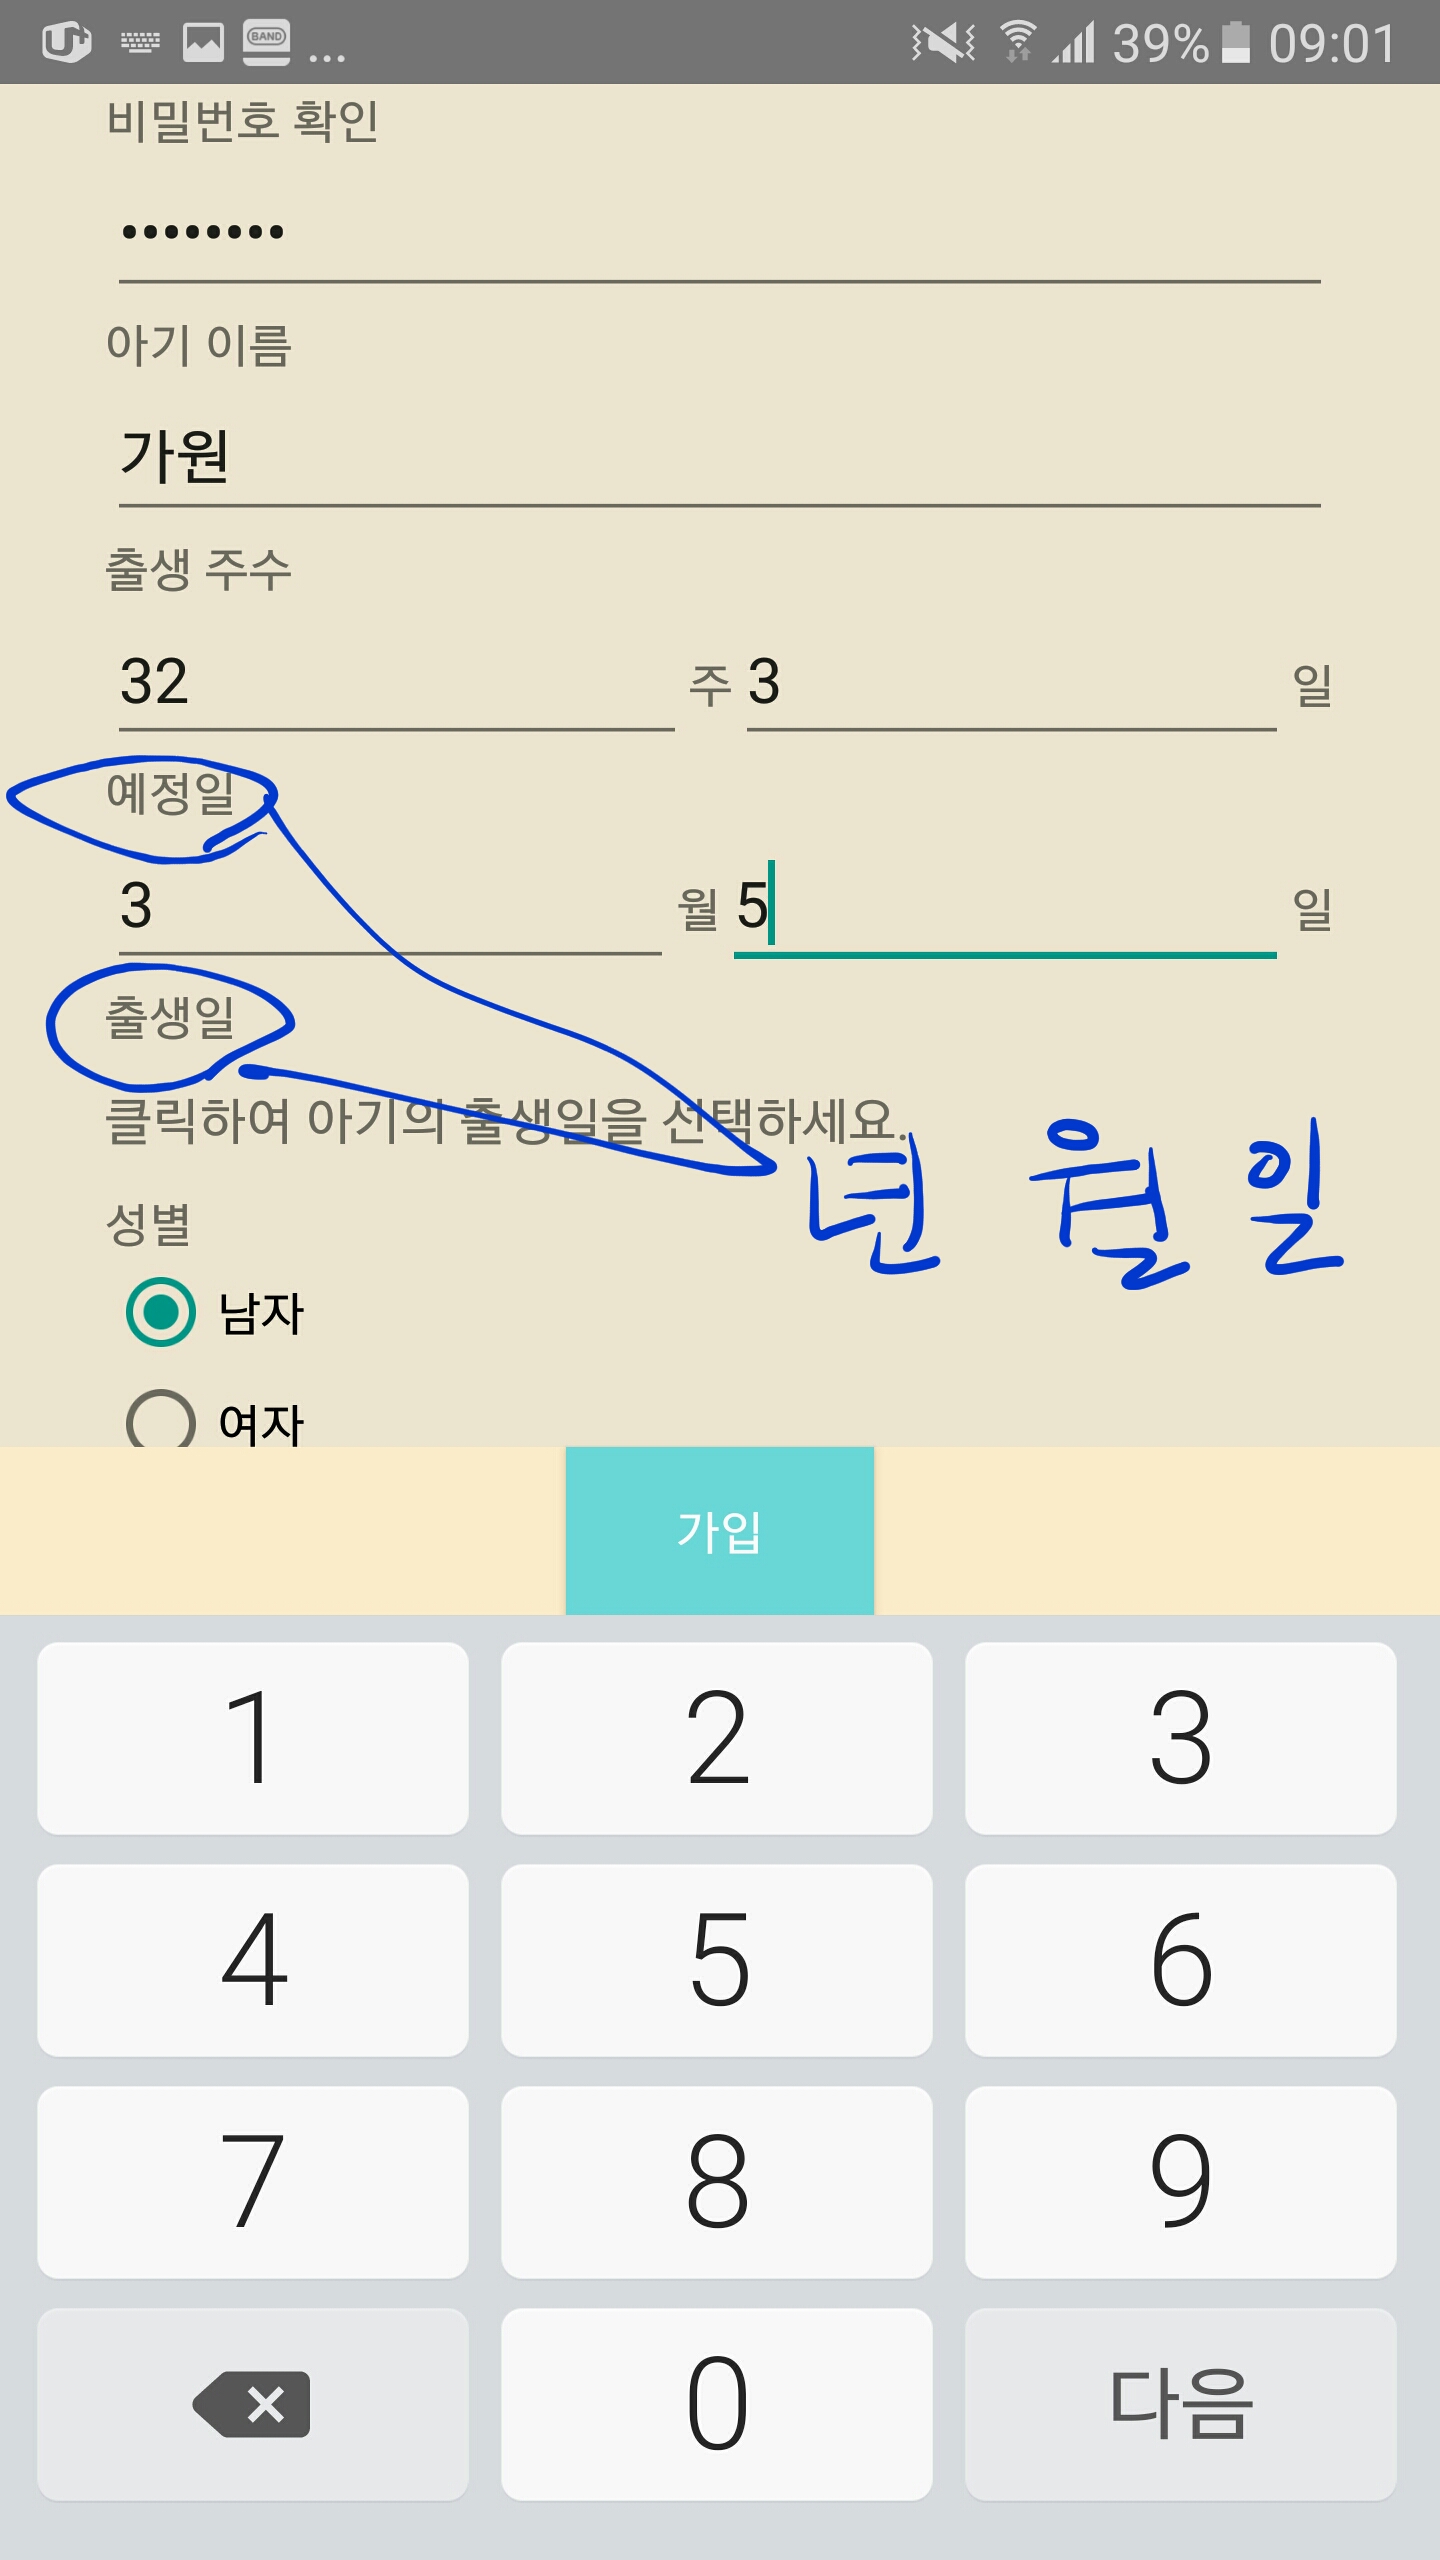 BAND ... 39% 09:01
비밀번호 확인
••••••••
아기 이름
가원
출생 주수
32 주 3 일
예정일
3 월 5 일
출생일
클릭하여 아기의 출생일을 선택하세요.
년 월 일
성별
남자
여자
가입
1 2 3
4 5 6
7 8 9
0 다음